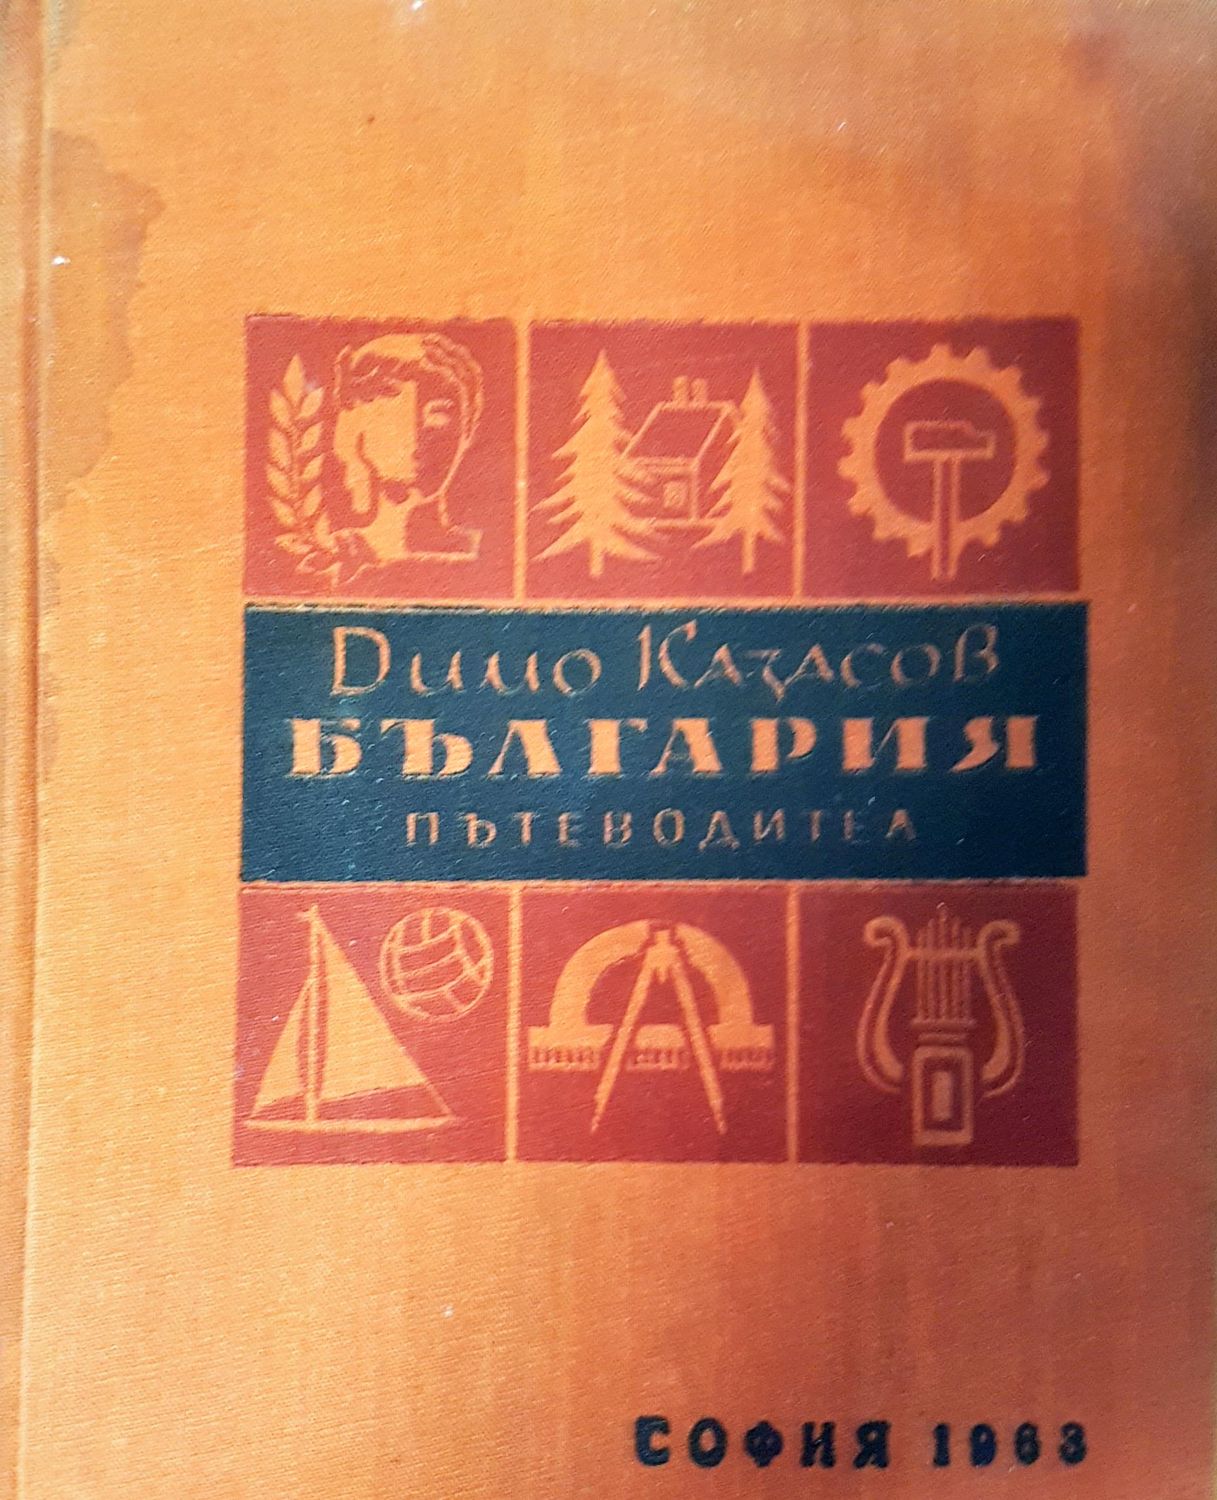 Димо Казасов
БЪЛГАРИЯ
ПЪТЕВОДИТЕЛ
СОФИЯ 1963